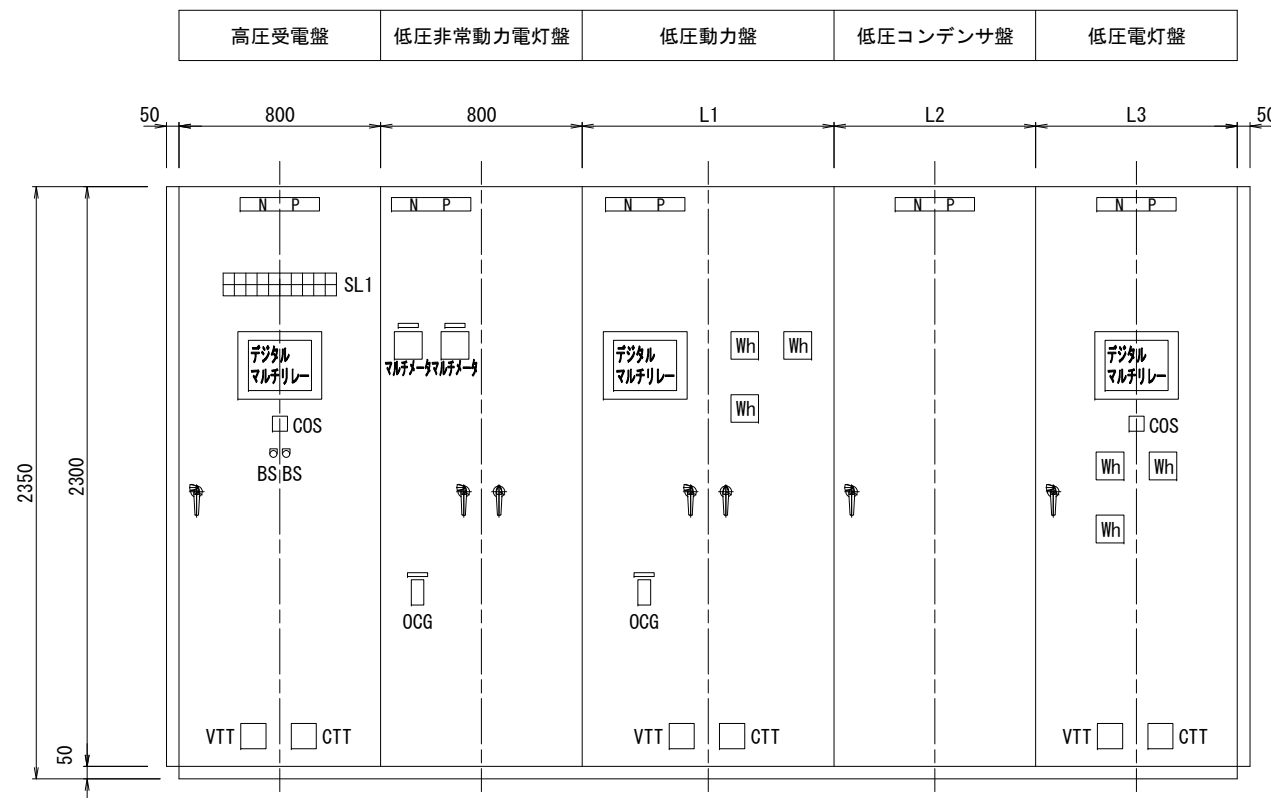 高圧受電盤 低圧非常動力電灯盤 低圧動力盤 低圧コンデンサ盤 低圧電灯盤
50 800 800 L1 L2 L3 50
N P N P N P N P N P
SL1
デジタル
マルチリレー
マルチメータ マルチメータ
デジタル
マルチリレー
Wh Wh
デジタル
マルチリレー
Wh
COS COS
BS BS
Wh Wh
2350
2300
Wh
OCG OCG
VTT CTT VTT CTT VTT CTT
50